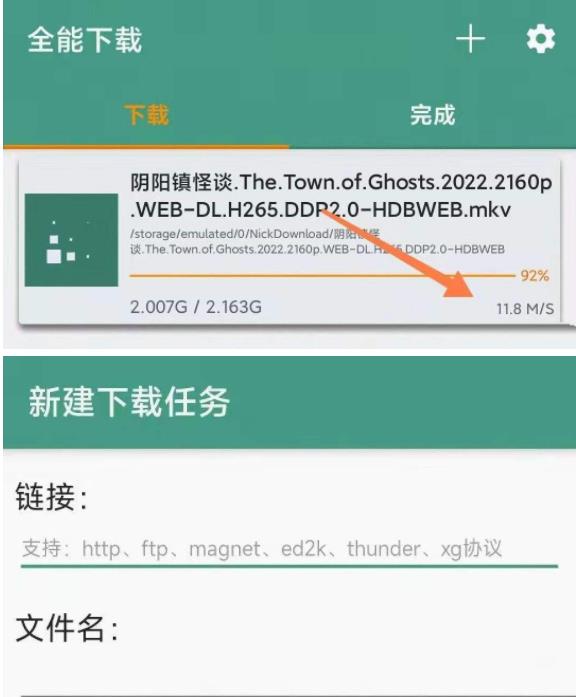 全能下载
下载
完成
阴阳镇怪谈.The.Town.of.Ghosts.2022.2160p
.WEB-DL.H265.DDP2.0-HDBWEB.mkv
/storage/emulated/0/NickDownload/阴阳镇怪
谈.The.Town.of.Ghosts.2022.2160p.WEB-DL.H265.DDP2.0-HDBWEB
92%
2.007G / 2.163G
11.8 M/S
新建下载任务
链接：
支持：http、ftp、magnet、ed2k、thunder、xg协议
文件名：